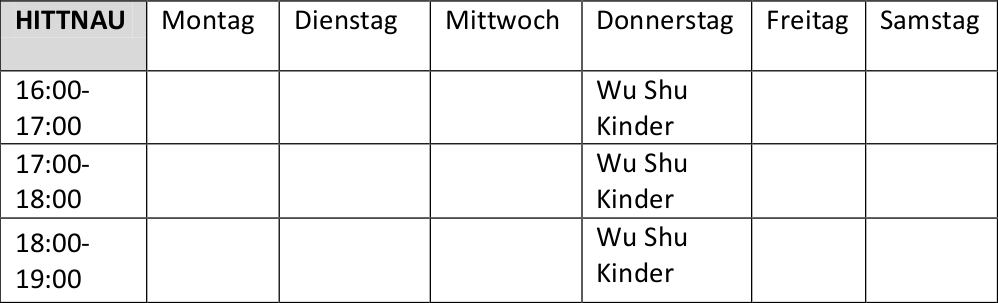 HITTNAU Montag Dienstag Mittwoch Donnerstag Freitag Samstag
16:00- Wu Shu
17:00 Kinder
17:00- Wu Shu
18:00 Kinder
18:00- Wu Shu
19:00 Kinder